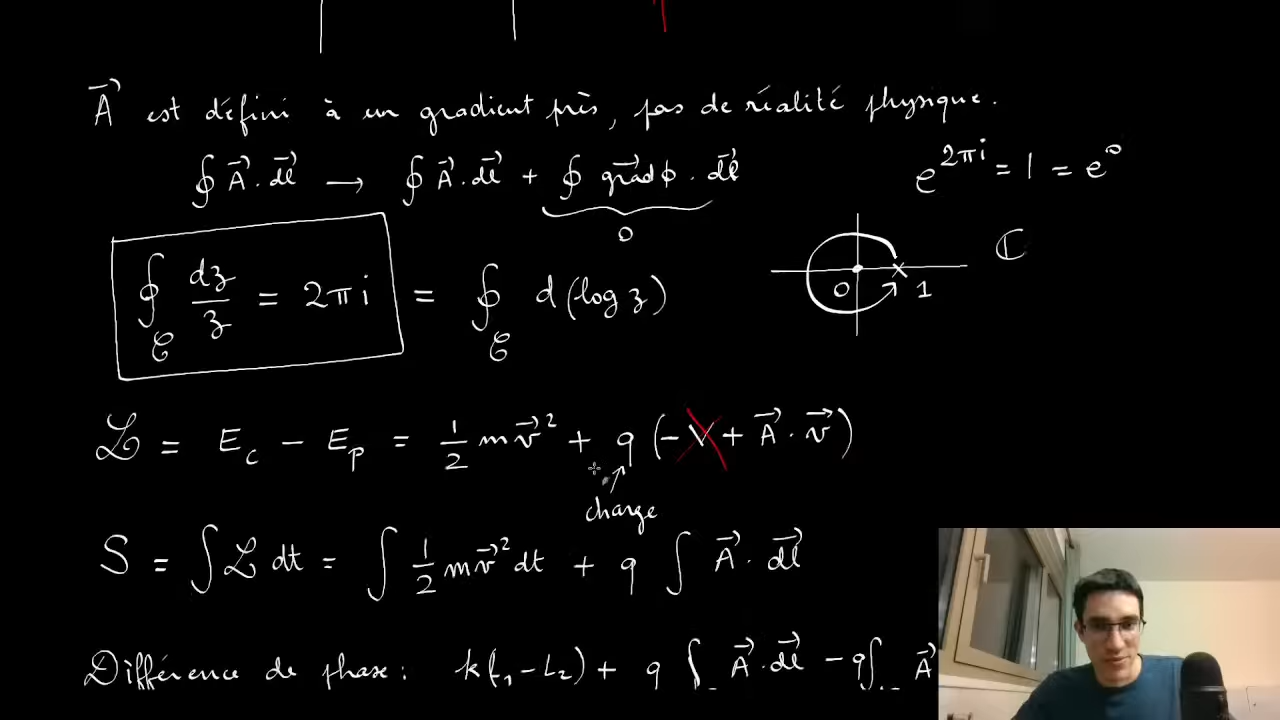 A⃗ est défini à un gradient près, pas de réalité physique.
∮ A⃗ · dl⃗ → ∮ A⃗ · dl⃗ + ∮ grad⃗ϕ · dl⃗
0
e^{2πi} = 1 = e^0
∮_C dz/z = 2πi = ∮_C d(log z)
0 1 ℂ
ℒ = E_c - E_p = 1/2 m v⃗² + q (-V + A⃗ · v⃗)
charge
S = ∫ ℒ dt = ∫ 1/2 m v⃗² dt + q ∫ A⃗ · dl⃗
Différence de phase : k(L₁ - L₂) + q ∫ A⃗ · dl⃗ - q ∫ A⃗